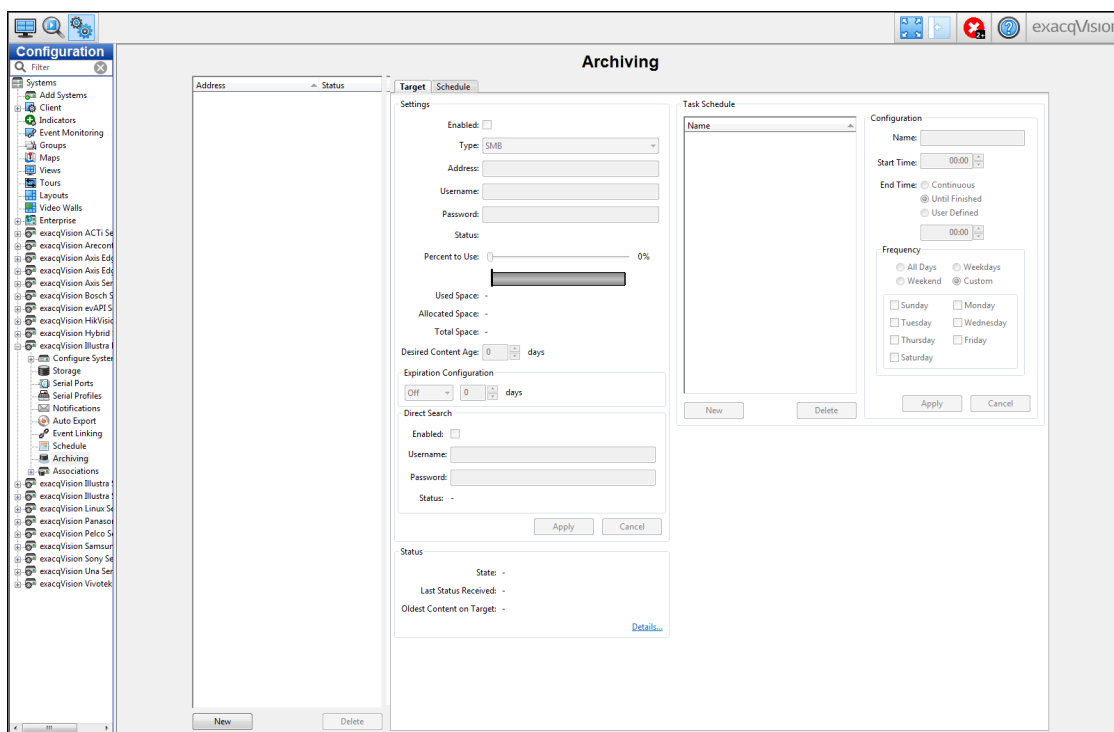 exacqVision
Configuration
Filter
Systems
Add Systems
Client
Indicators
Event Monitoring
Groups
Maps
Views
Tours
Layouts
Video Walls
Enterprise
exacqVision ACTi Se
exacqVision Arecont
exacqVision Axis Edg
exacqVision Axis Edg
exacqVision Axis Ser
exacqVision Bosch S
exacqVision evAPI S
exacqVision HikVisic
exacqVision Hybrid
exacqVision Illustra
Configure System
Storage
Serial Ports
Serial Profiles
Notifications
Auto Export
Event Linking
Schedule
Archiving
Associations
exacqVision Illustra
exacqVision Illustra
exacqVision Linux Se
exacqVision Panaso
exacqVision Pelco Se
exacqVision Samsur
exacqVision Sony Se
exacqVision Una Ser
exacqVision Vivotek
Archiving
Address Status
New Delete
Target Schedule
Settings
Enabled:
Type: SMB
Address:
Username:
Password:
Status:
Percent to Use: 0%
Used Space: -
Allocated Space: -
Total Space: -
Desired Content Age: 0 days
Expiration Configuration
Off 0 days
Direct Search
Enabled:
Username:
Password:
Status: -
Apply Cancel
Status
State: -
Last Status Received: -
Oldest Content on Target: -
Details...
Task Schedule
Name
New Delete
Configuration
Name:
Start Time: 00:00
End Time: Continuous
Until Finished
User Defined
00:00
Frequency
All Days Weekdays
Weekend Custom
Sunday Monday
Tuesday Wednesday
Thursday Friday
Saturday
Apply Cancel